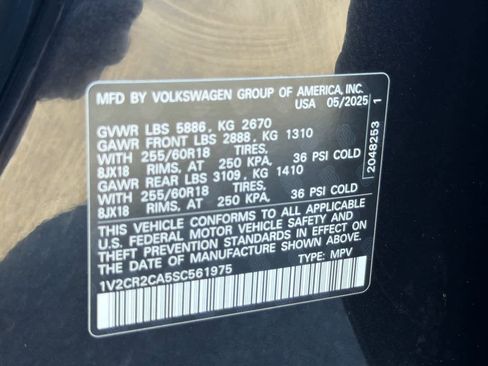 MFD BY VOLKSWAGEN GROUP OF AMERICA, INC.
USA 05/2025
GVWR LBS 5886, KG 2670
GAWR FRONT LBS 2888, KG 1310
WITH 255/60R18 TIRES,
8JX18 RIMS, AT 250 KPA, 36 PSI COLD
GAWR REAR LBS 3109, KG 1410
WITH 255/60R18 TIRES,
8JX18 RIMS, AT 250 KPA, 36 PSI COLD
THIS VEHICLE CONFORMS TO ALL APPLICABLE
U.S. FEDERAL MOTOR VEHICLE SAFETY AND
THEFT PREVENTION STANDARDS IN EFFECT ON
THE DATE OF MANUFACTURE SHOWN ABOVE.
1V2CR2CA5SC561975 TYPE: MPV
2048253 1